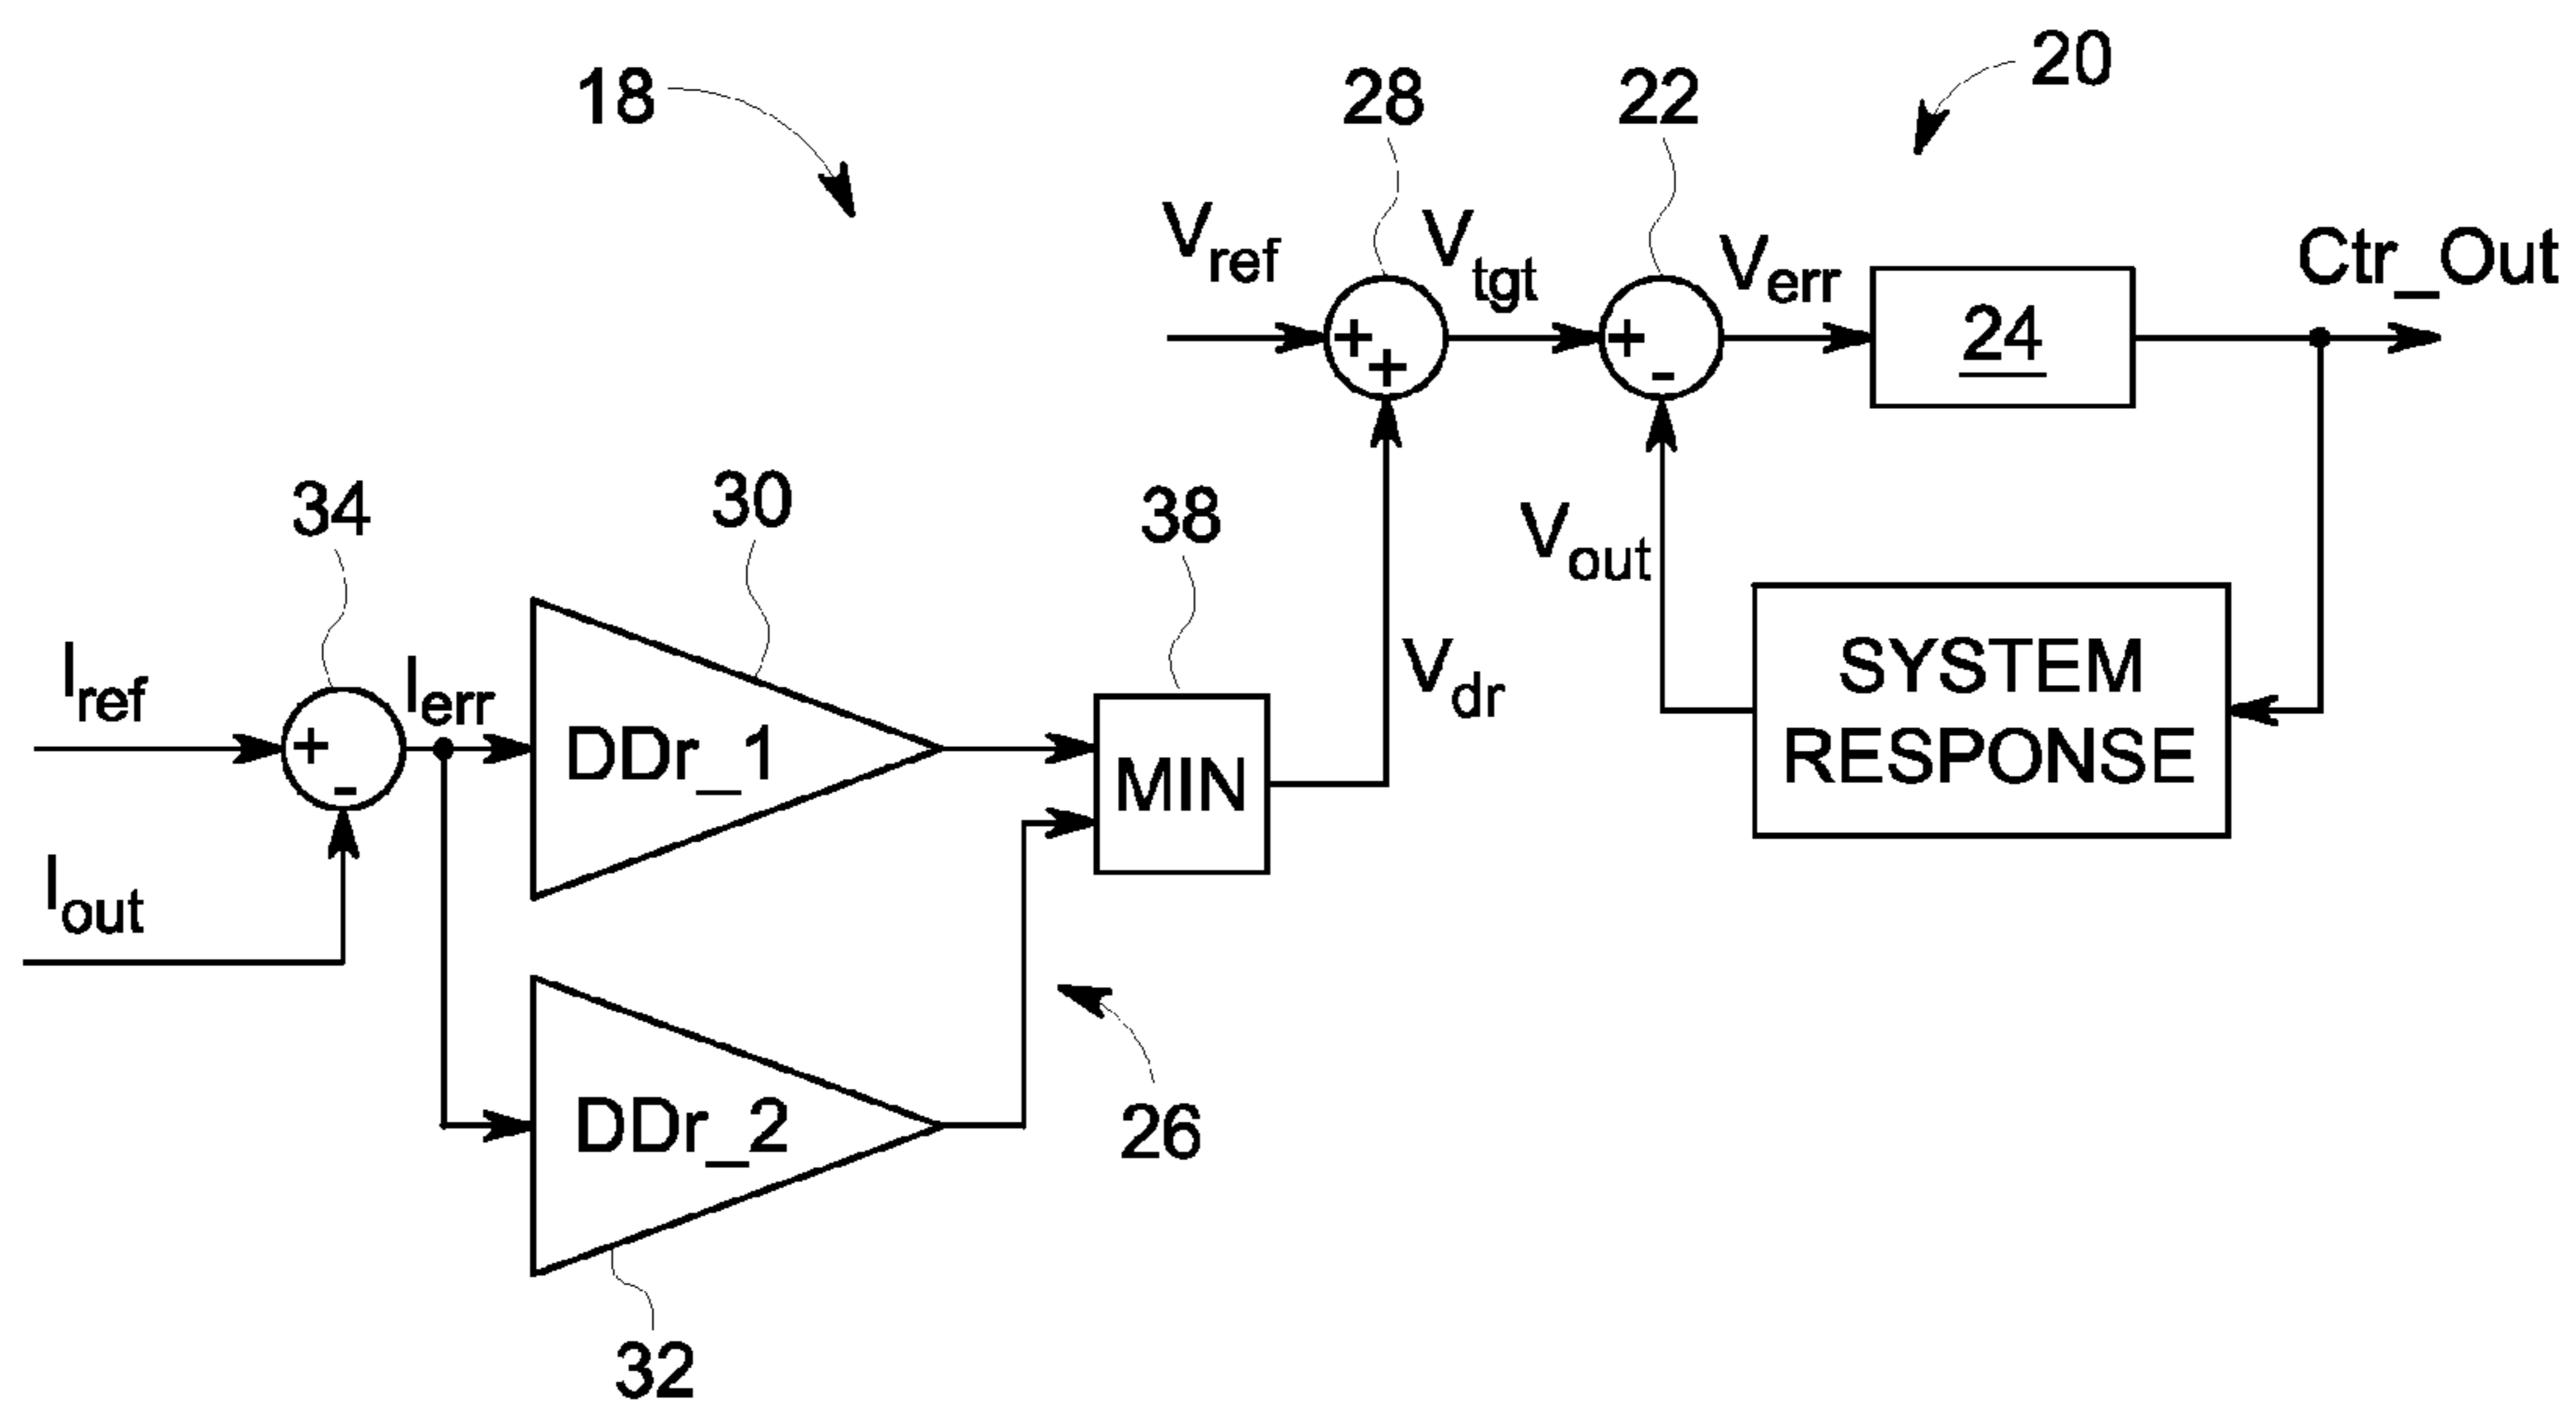 18
28
22
20
Vref
Vtgt
Verr
24
Ctr_Out
34
30
38
Vout
Iref
Ierr
DDr_1
MIN
Vdr
SYSTEM
RESPONSE
Iout
DDr_2
26
32